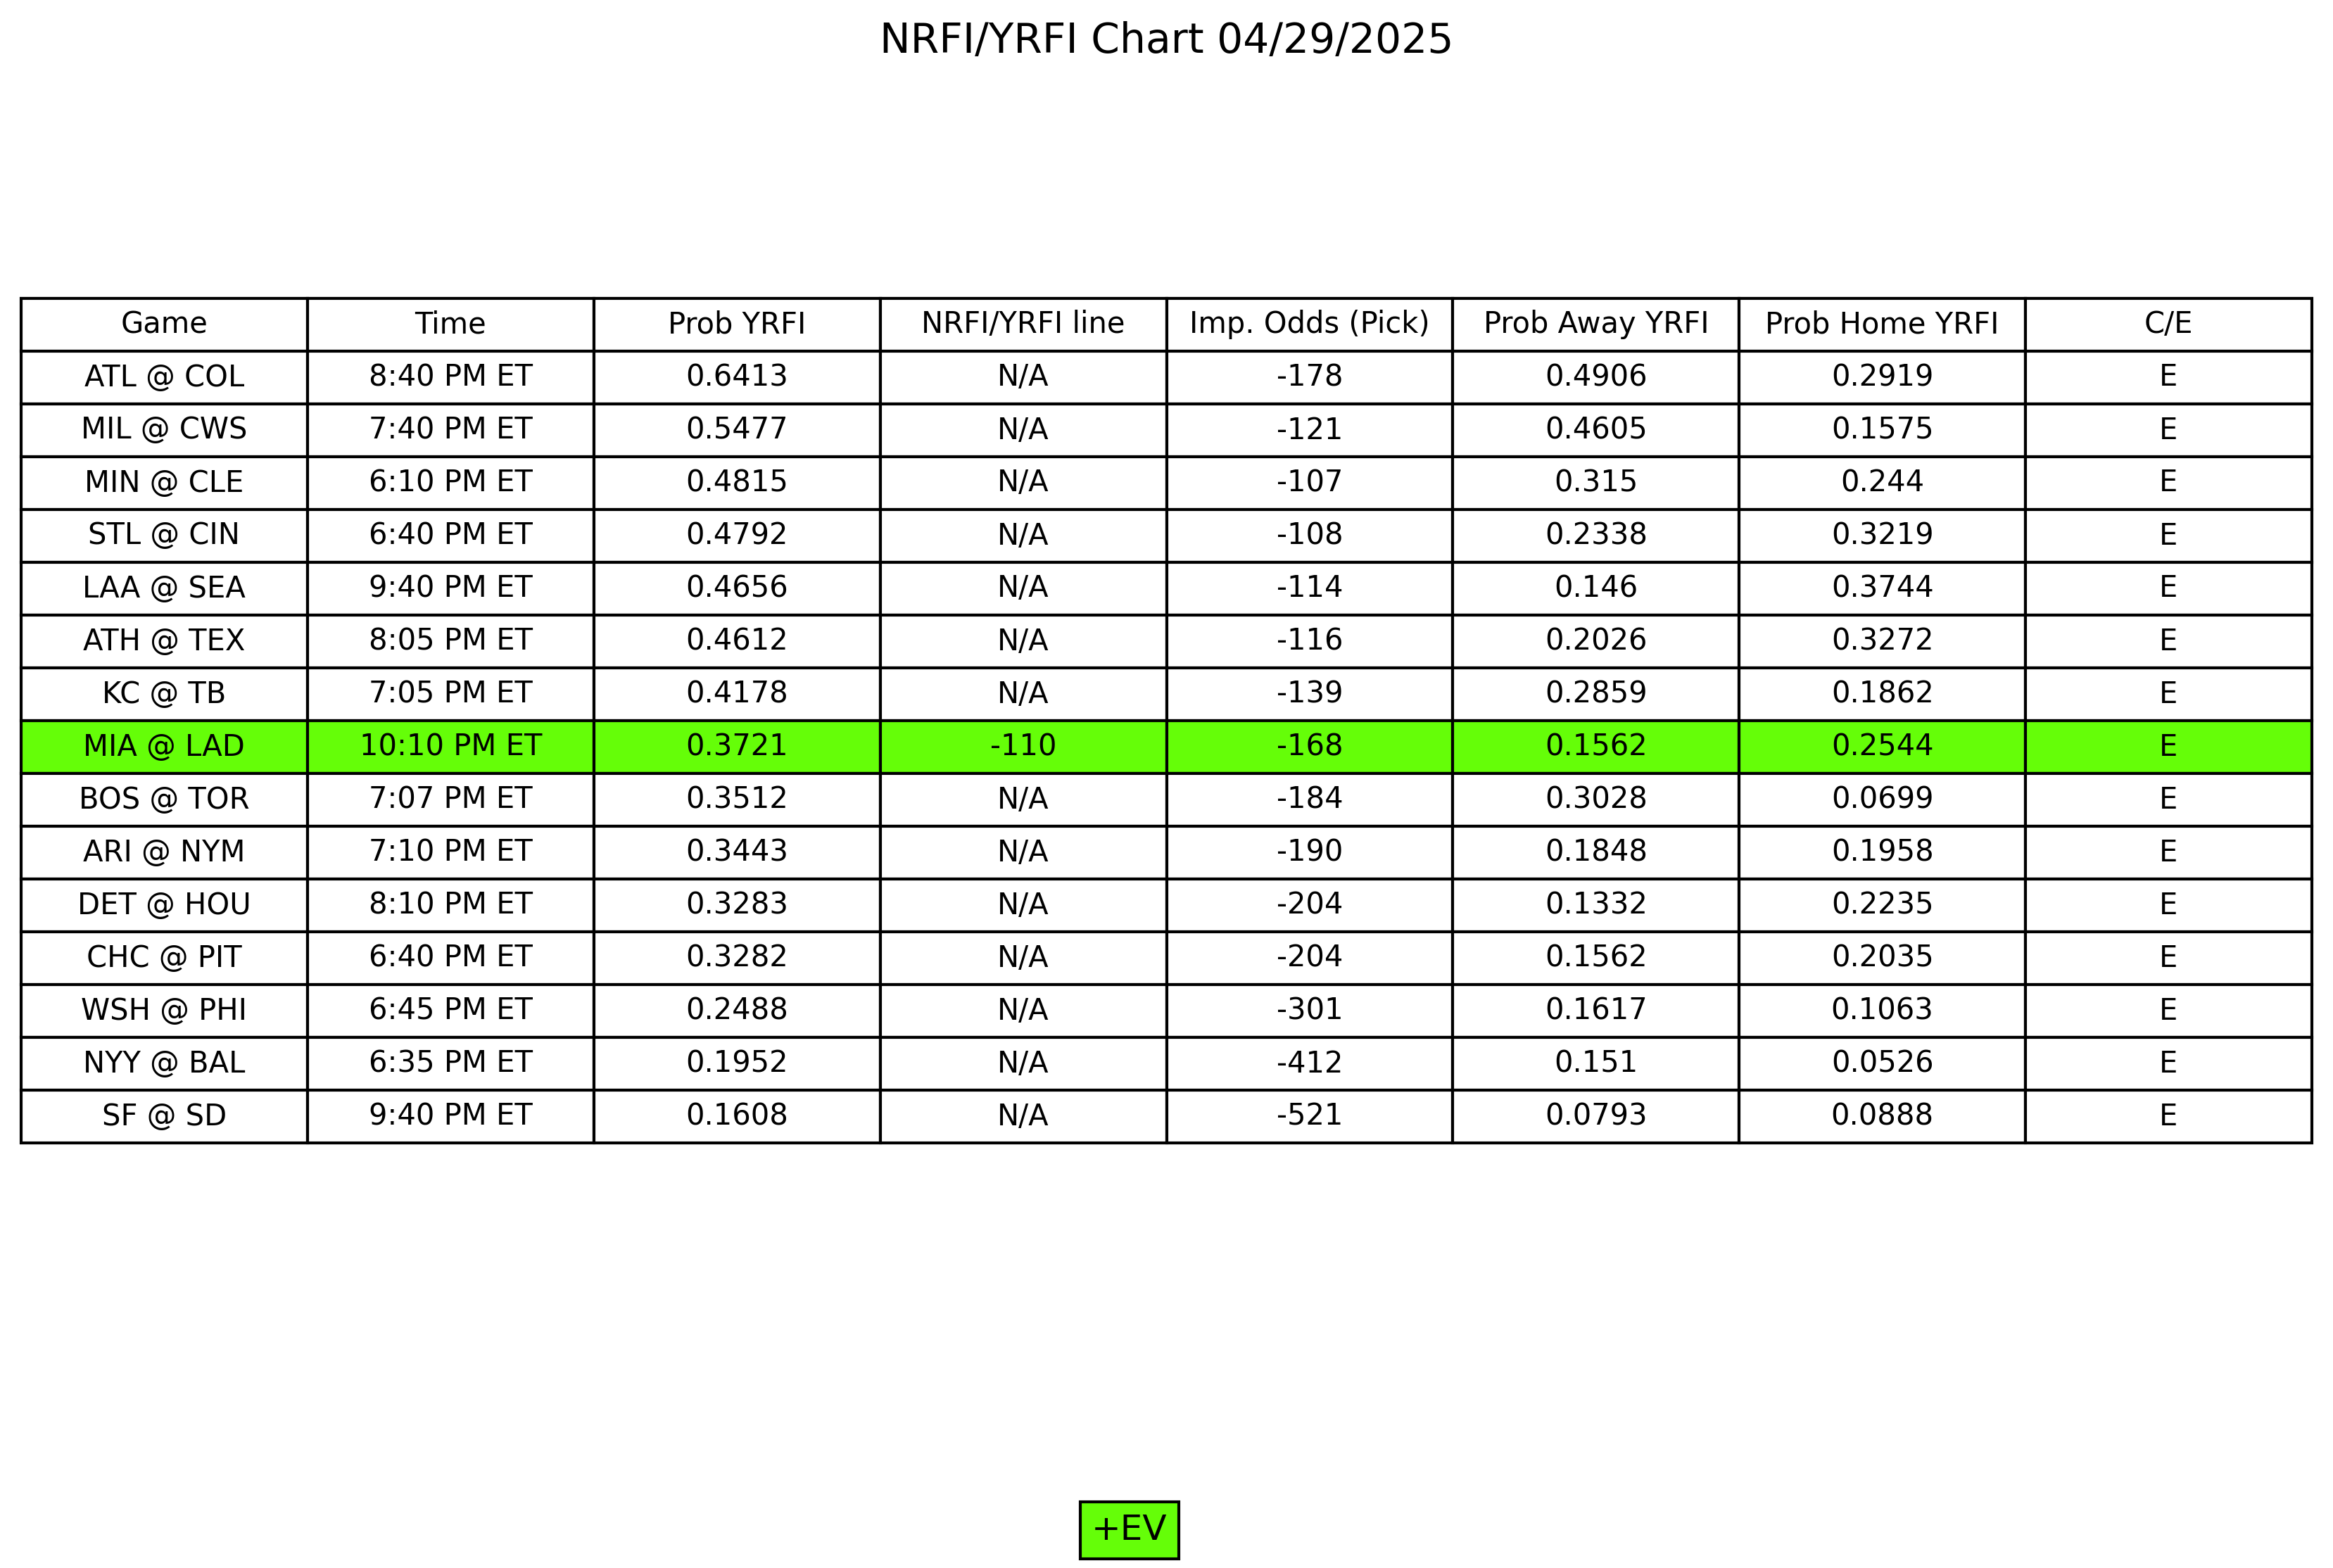 NRFI/YRFI Chart 04/29/2025
Game Time Prob YRFI NRFI/YRFI line Imp. Odds (Pick) Prob Away YRFI Prob Home YRFI C/E
ATL @ COL 8:40 PM ET 0.6413 N/A -178 0.4906 0.2919 E
MIL @ CWS 7:40 PM ET 0.5477 N/A -121 0.4605 0.1575 E
MIN @ CLE 6:10 PM ET 0.4815 N/A -107 0.315 0.244 E
STL @ CIN 6:40 PM ET 0.4792 N/A -108 0.2338 0.3219 E
LAA @ SEA 9:40 PM ET 0.4656 N/A -114 0.146 0.3744 E
ATH @ TEX 8:05 PM ET 0.4612 N/A -116 0.2026 0.3272 E
KC @ TB 7:05 PM ET 0.4178 N/A -139 0.2859 0.1862 E
MIA @ LAD 10:10 PM ET 0.3721 -110 -168 0.1562 0.2544 E
BOS @ TOR 7:07 PM ET 0.3512 N/A -184 0.3028 0.0699 E
ARI @ NYM 7:10 PM ET 0.3443 N/A -190 0.1848 0.1958 E
DET @ HOU 8:10 PM ET 0.3283 N/A -204 0.1332 0.2235 E
CHC @ PIT 6:40 PM ET 0.3282 N/A -204 0.1562 0.2035 E
WSH @ PHI 6:45 PM ET 0.2488 N/A -301 0.1617 0.1063 E
NYY @ BAL 6:35 PM ET 0.1952 N/A -412 0.151 0.0526 E
SF @ SD 9:40 PM ET 0.1608 N/A -521 0.0793 0.0888 E
+EV